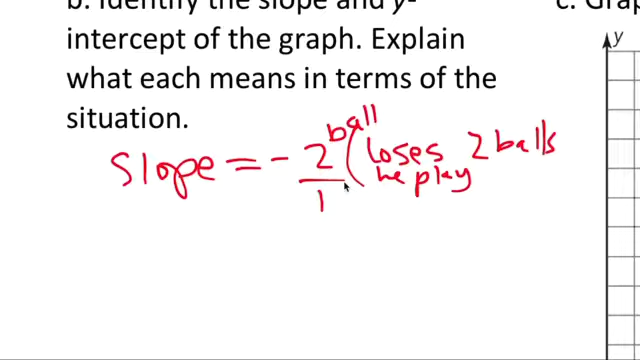 b. Identify the slope and y-
c. Grap
intercept of the graph. Explain
what each means in terms of the
situation.
y
slope = - 2/1 ball (loses 2 balls
he play